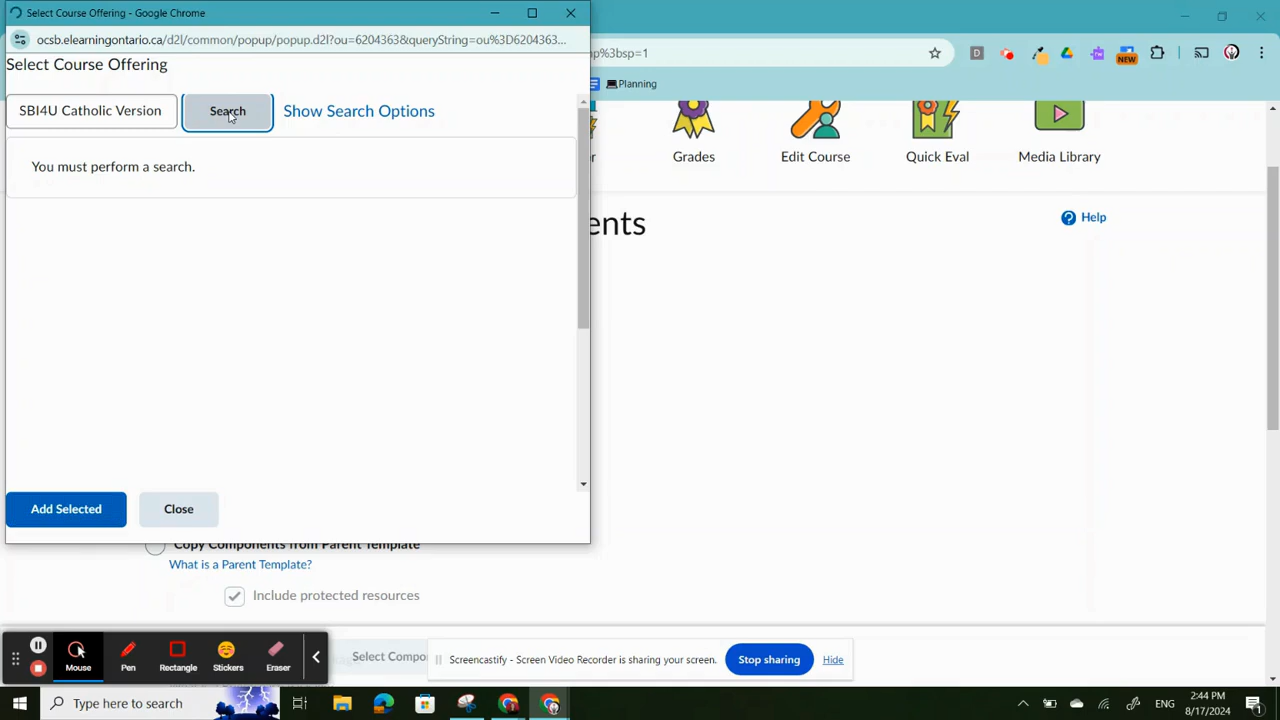 Select Course Offering - Google Chrome
ocsb.elearningontario.ca/d2l/common/popup/popup.d2l?ou=6204363&queryString=ou%3D6204363...
Select Course Offering
SBI4U Catholic Version
Search
Show Search Options
You must perform a search.
Add Selected
Close
p%3bsp=1
D
NEW
Planning
Grades
Edit Course
Quick Eval
Media Library
ents
Help
Copy Components from Parent Template
What is a Parent Template?
Include protected resources
Select Compo
Mouse
Pen
Rectangle
Stickers
Eraser
Screencastify - Screen Video Recorder is sharing your screen.
Stop sharing
Hide
Type here to search
ENG
2:44 PM
8/17/2024
1